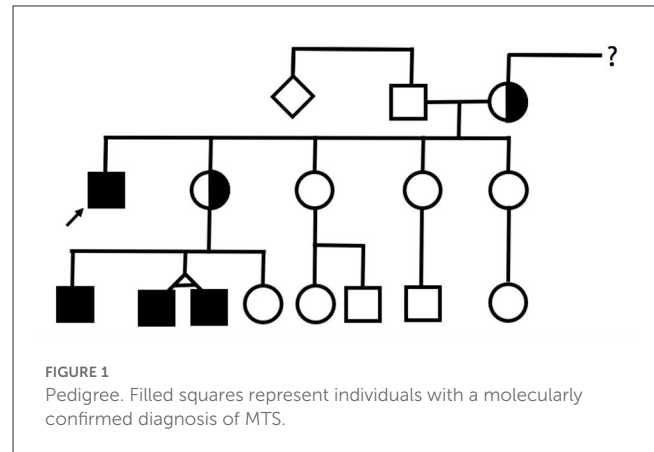 ?
FIGURE 1
Pedigree. Filled squares represent individuals with a molecularly
confirmed diagnosis of MTS.